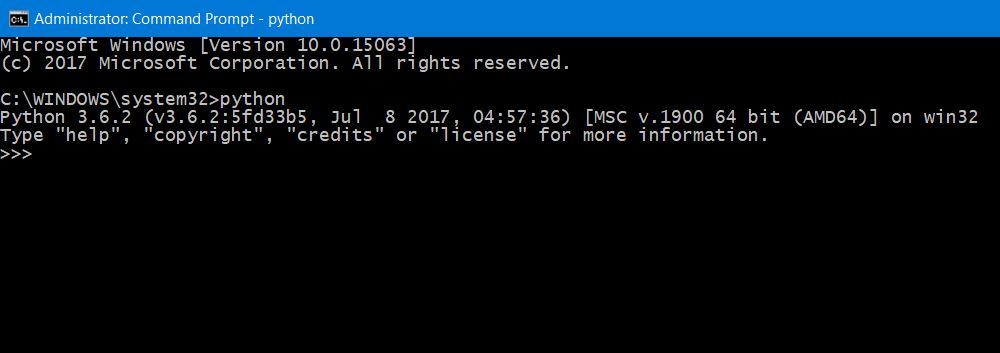 Administrator: Command Prompt - python
Microsoft Windows [Version 10.0.15063]
(c) 2017 Microsoft Corporation. All rights reserved.
C:\WINDOWS\system32>python
Python 3.6.2 (v3.6.2:5fd33b5, Jul  8 2017, 04:57:36) [MSC v.1900 64 bit (AMD64)] on win32
Type "help", "copyright", "credits" or "license" for more information.
>>>